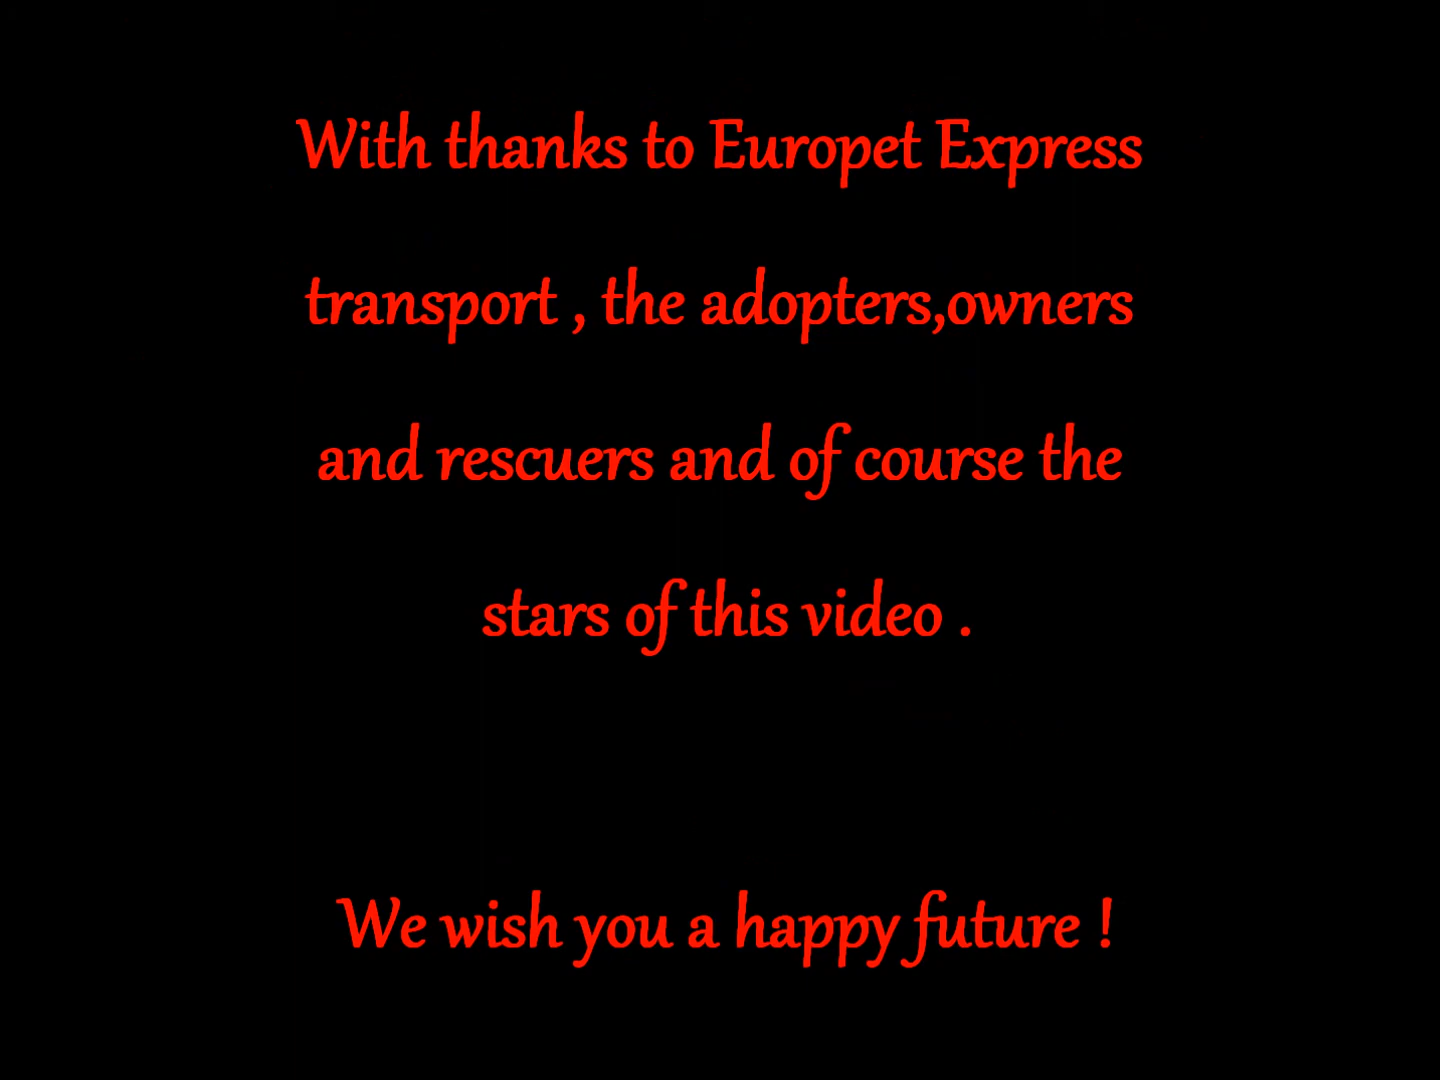 With thanks to Europet Express
transport , the adopters,owners
and rescuers and of course the
stars of this video .
We wish you a happy future !